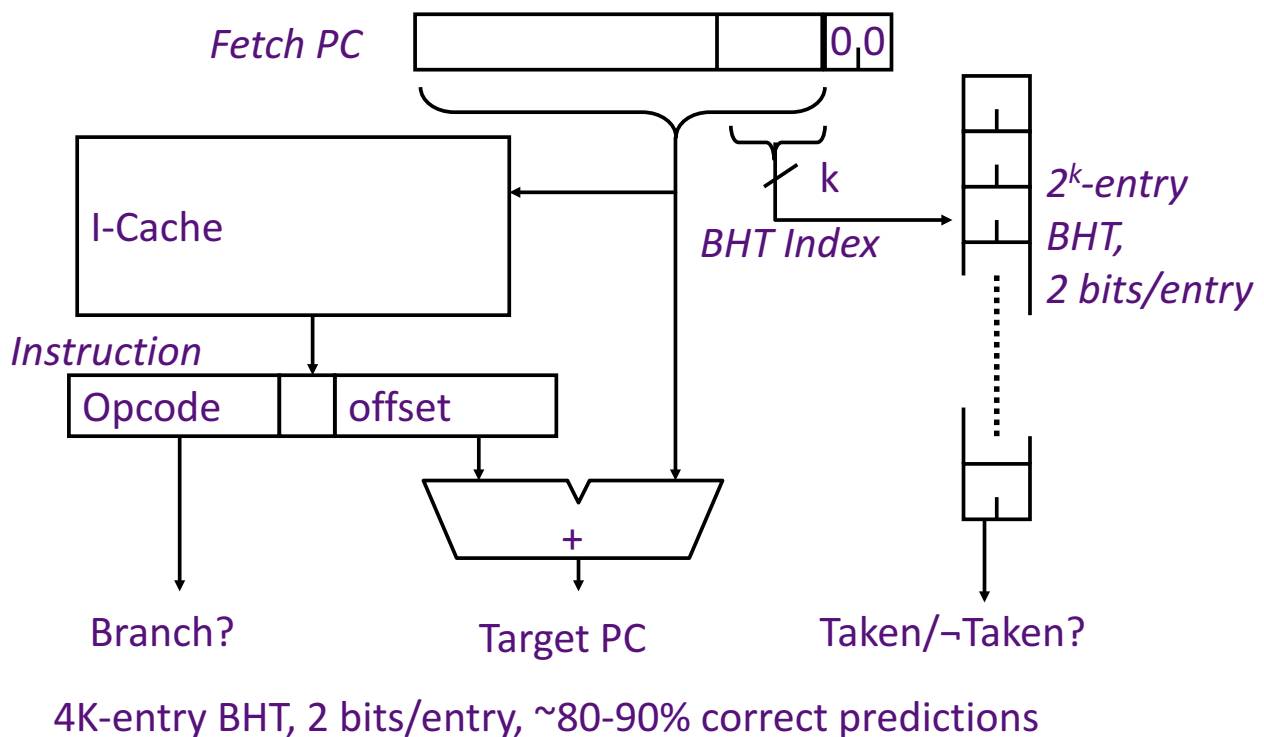 Fetch PC
0 0
k
I-Cache
2^k-entry
BHT,
2 bits/entry
BHT Index
Instruction
Opcode
offset
+
Branch?
Target PC
Taken/¬Taken?
4K-entry BHT, 2 bits/entry, ~80-90% correct predictions